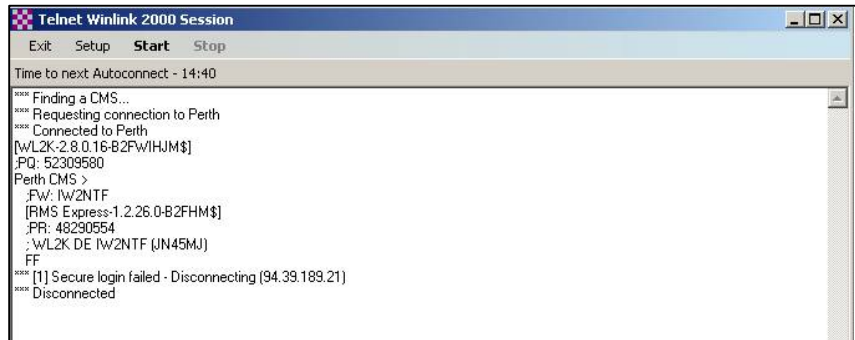 Telnet Winlink 2000 Session
Exit Setup Start Stop
Time to next Autoconnect - 14:40
*** Finding a CMS...
*** Requesting connection to Perth
*** Connected to Perth
[WL2K-2.8.0.16-B2FWIHJM$]
;PQ: 52309580
Perth CMS >
;FW: IW2NTF
[RMS Express-1.2.26.0-B2FHM$]
;PR: 48290554
; WL2K DE IW2NTF (JN45MJ)
FF
*** [1] Secure login failed - Disconnecting (94.39.189.21)
*** Disconnected